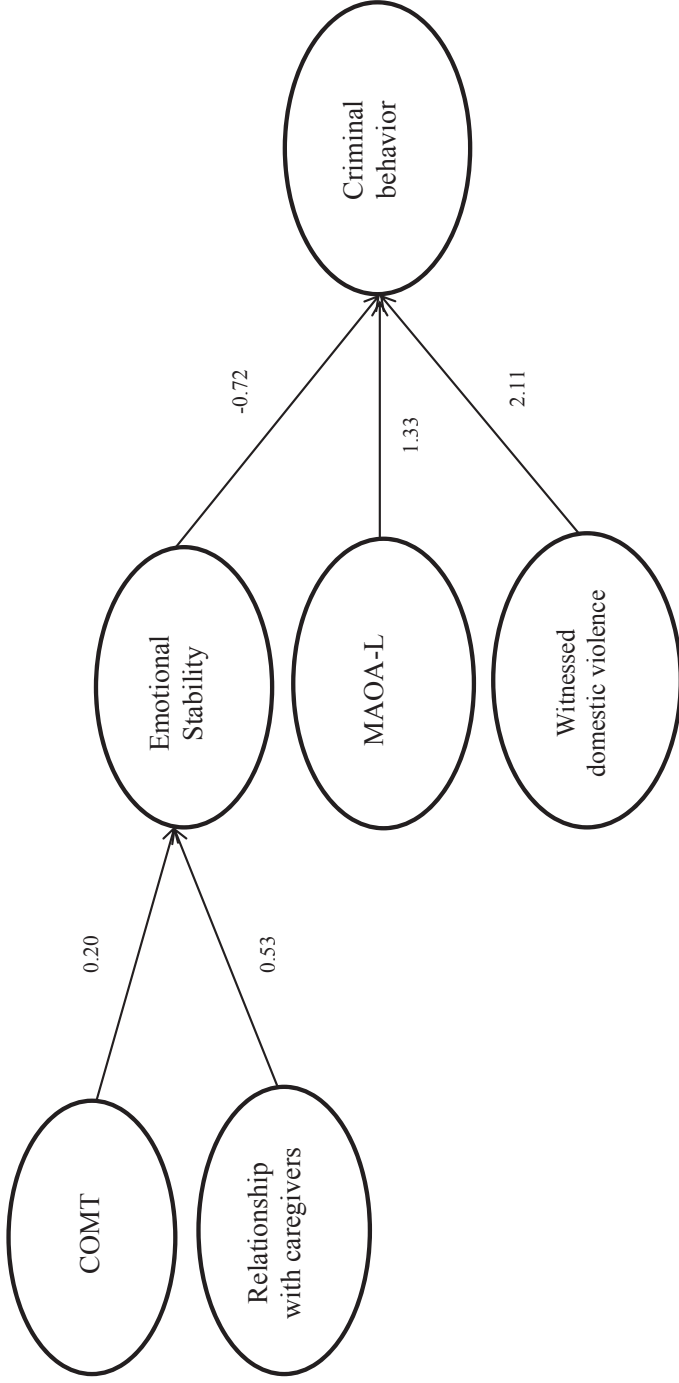 COMT
Relationship
with caregivers
0.20
0.53
Emotional
Stability
MAOA-L
Witnessed
domestic violence
-0.72
1.33
2.11
Criminal
behavior